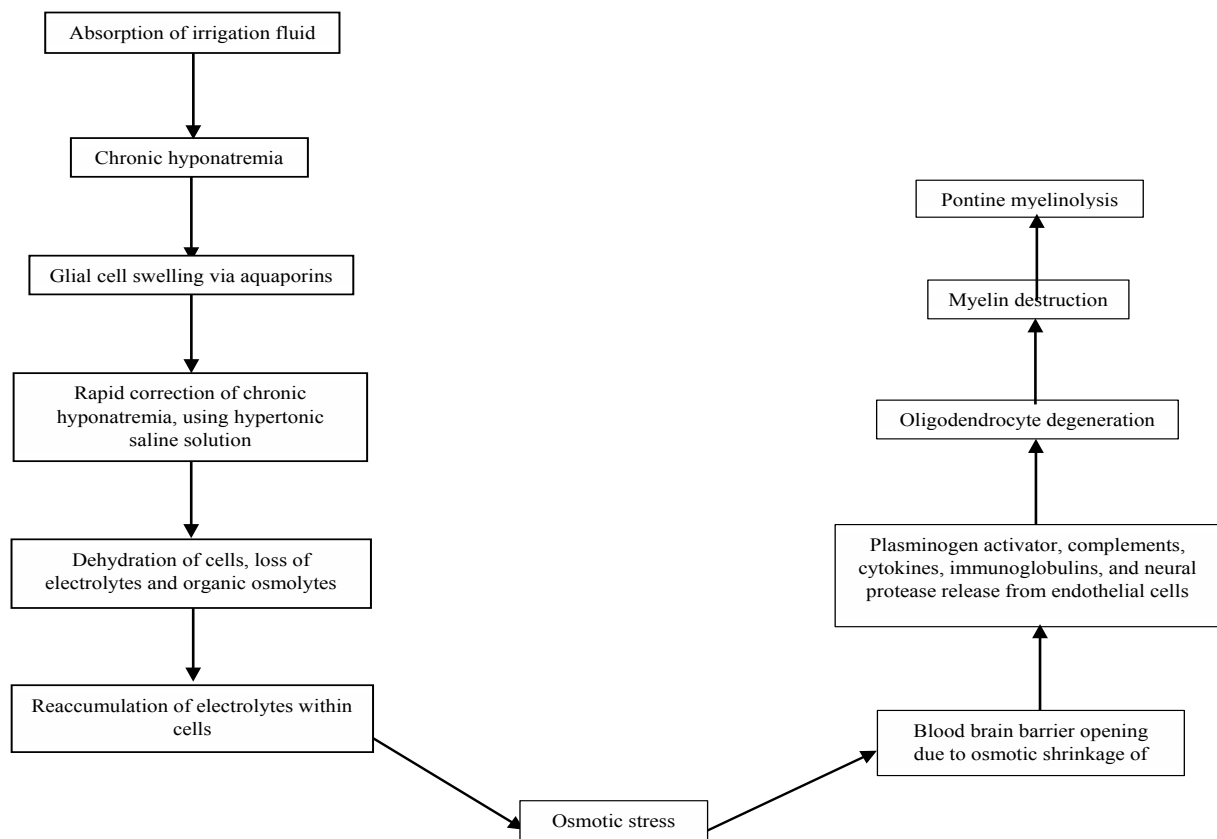 Absorption of irrigation fluid
Chronic hyponatremia
Glial cell swelling via aquaporins
Rapid correction of chronic
hyponatremia, using hypertonic
saline solution
Dehydration of cells, loss of
electrolytes and organic osmolytes
Reaccumulation of electrolytes within
cells
Osmotic stress
Blood brain barrier opening
due to osmotic shrinkage of
Plasminogen activator, complements,
cytokines, immunoglobulins, and neural
protease release from endothelial cells
Oligodendrocyte degeneration
Myelin destruction
Pontine myelinolysis